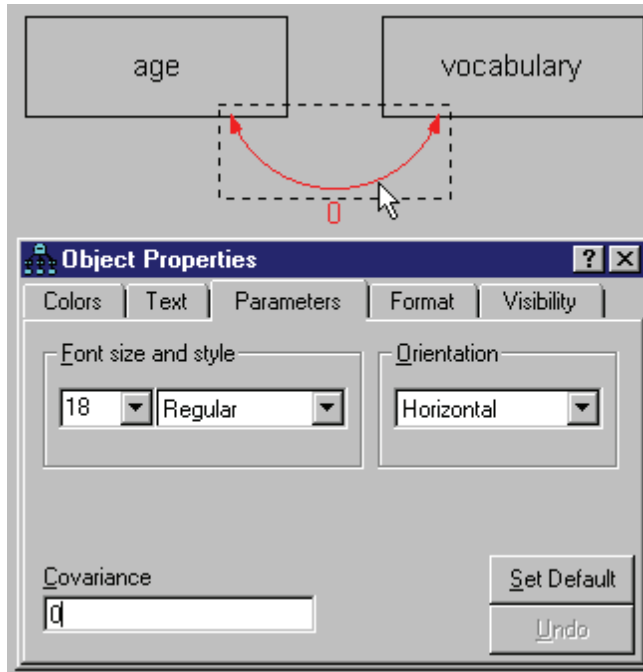 age vocabulary
0
Object Properties
Colors Text Parameters Format Visibility
Font size and style Orientation
18 Regular Horizontal
Covariance Set Default
0
Undo